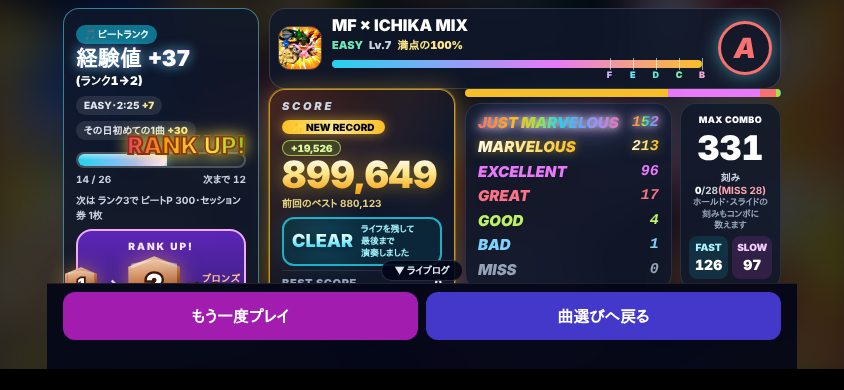 ビートランク
経験値 +37
(ランク1→2)
EASY・2:25 +7
その日初めての1曲 +30
RANK UP!
14 / 26 次まで 12
次は ランク3で ビートP 300・セッション
券 1枚
RANK UP!
1
2
ブロンズ
MF × ICHIKA MIX
EASY Lv.7 満点の100%
F E D C B
A
SCORE
NEW RECORD
+19,526
899,649
前回のベスト 880,123
CLEAR
ライフを残して
最後まで
演奏しました
▼ ライブログ
BEST SCORE
JUST MARVELOUS 152
MARVELOUS 213
EXCELLENT 96
GREAT 17
GOOD 4
BAD 1
MISS 0
MAX COMBO
331
刻み
0/28(MISS 28)
ホールド・スライドの
刻みもコンボに
数えます
FAST
126
SLOW
97
もう一度プレイ
曲選びへ戻る